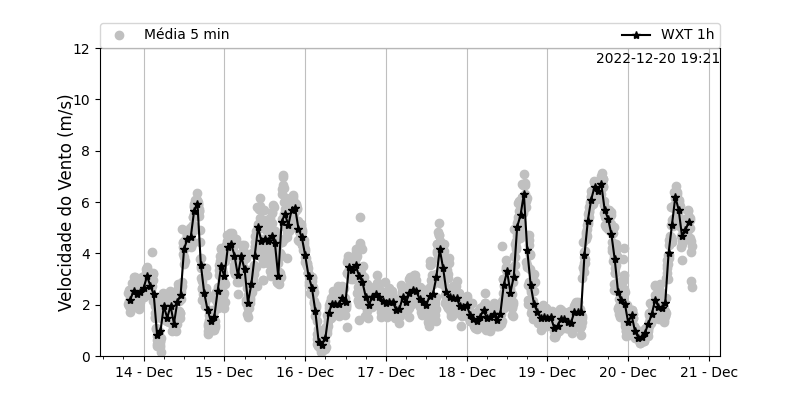 Média 5 min
WXT 1h
2022-12-20 19:21
Velocidade do Vento (m/s)
12
10
8
6
4
2
0
14 - Dec
15 - Dec
16 - Dec
17 - Dec
18 - Dec
19 - Dec
20 - Dec
21 - Dec